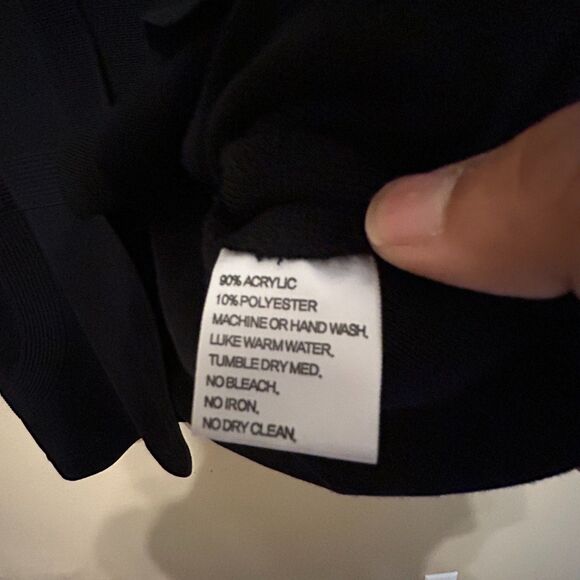 90% ACRYLIC
10% POLYESTER
MACHINE OR HAND WASH,
LUKE WARM WATER,
TUMBLE DRY MED,
NO BLEACH,
NO IRON,
NO DRY CLEAN,